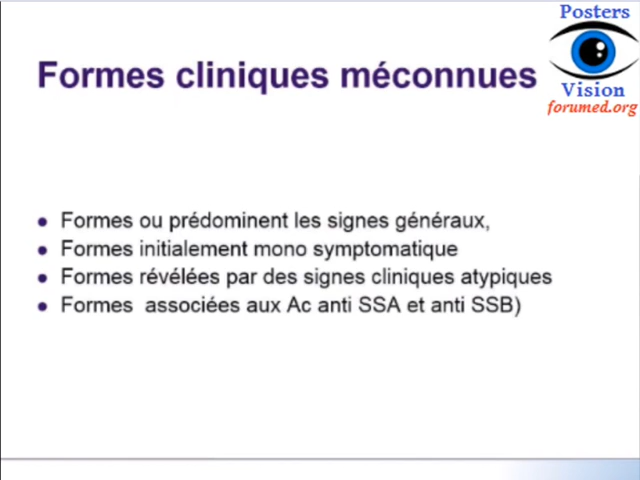 Posters
Formes cliniques méconnues
Vision
forumed.org
Formes ou prédominent les signes généraux,
Formes initialement mono symptomatique
Formes révélées par des signes cliniques atypiques
Formes associées aux Ac anti SSA et anti SSB)